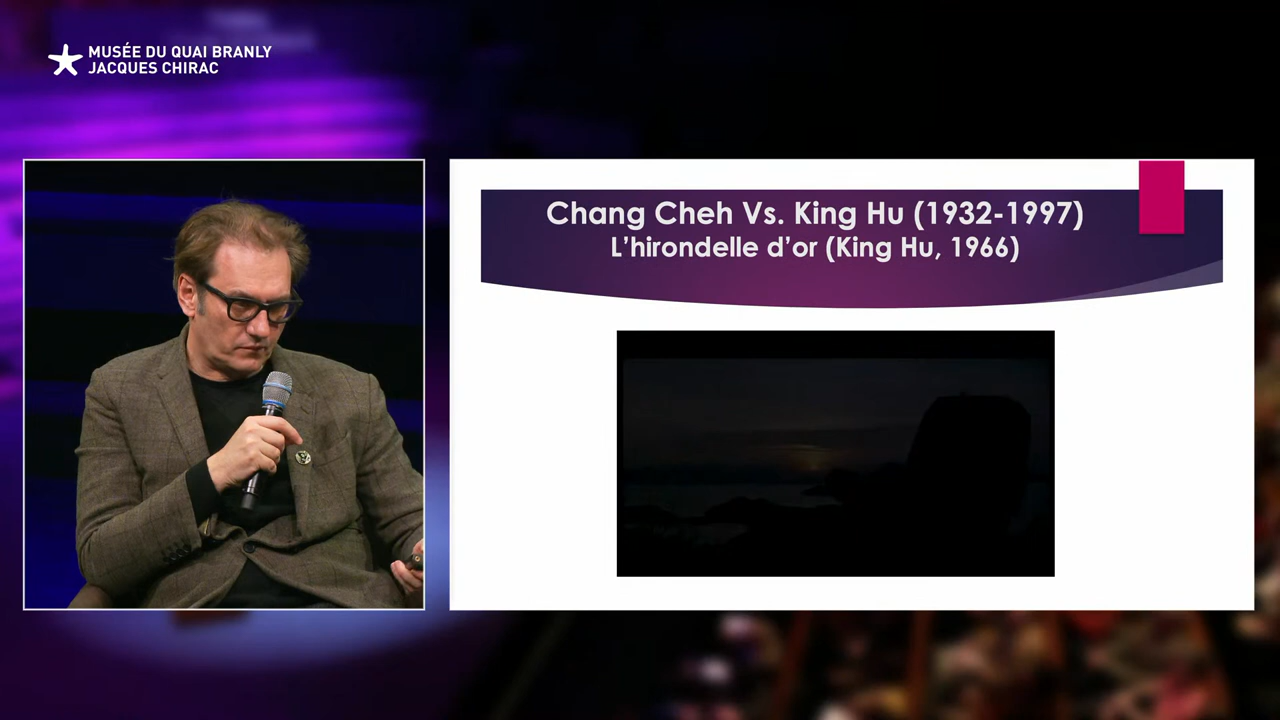 MUSÉE DU QUAI BRANLY
JACQUES CHIRAC
Chang Cheh Vs. King Hu (1932-1997)
L'hirondelle d'or (King Hu, 1966)